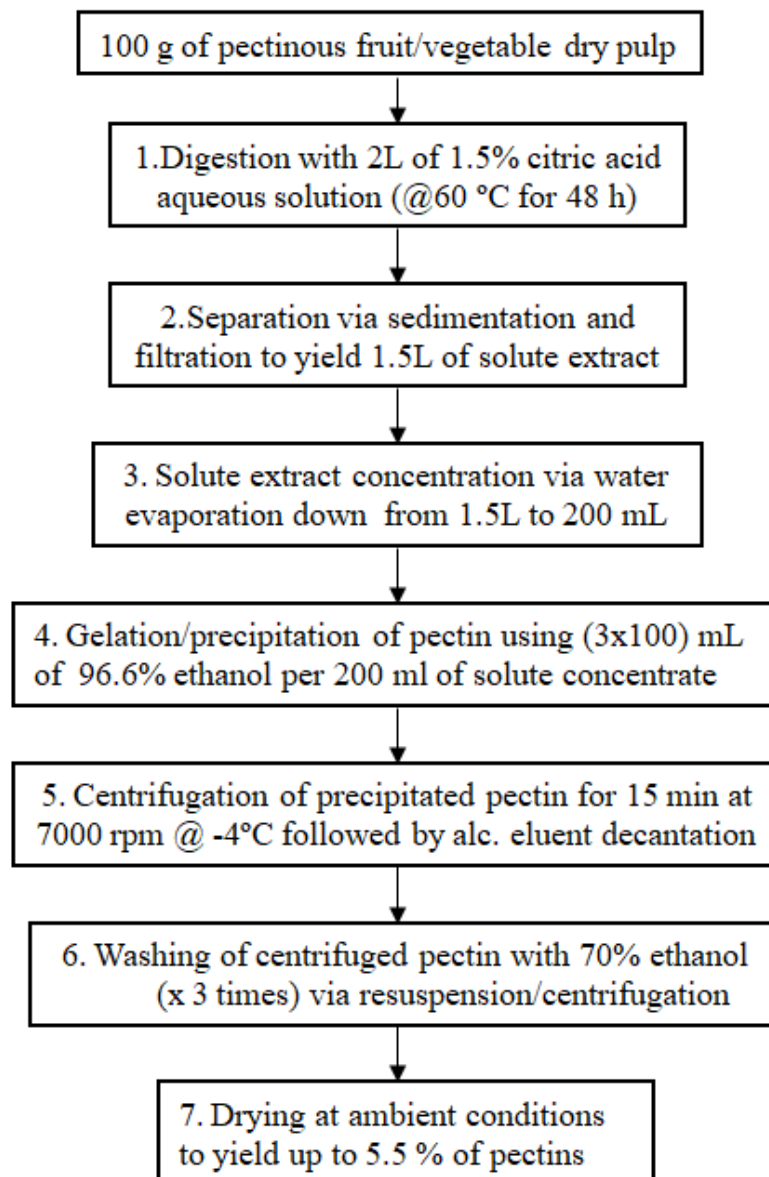 100 g of pectinous fruit/vegetable dry pulp
1.Digestion with 2L of 1.5% citric acid
aqueous solution (@60 ºC for 48 h)
2.Separation via sedimentation and
filtration to yield 1.5L of solute extract
3. Solute extract concentration via water
evaporation down from 1.5L to 200 mL
4. Gelation/precipitation of pectin using (3x100) mL
of 96.6% ethanol per 200 ml of solute concentrate
5. Centrifugation of precipitated pectin for 15 min at
7000 rpm @ -4ºC followed by alc. eluent decantation
6. Washing of centrifuged pectin with 70% ethanol
(x 3 times) via resuspension/centrifugation
7. Drying at ambient conditions
to yield up to 5.5 % of pectins